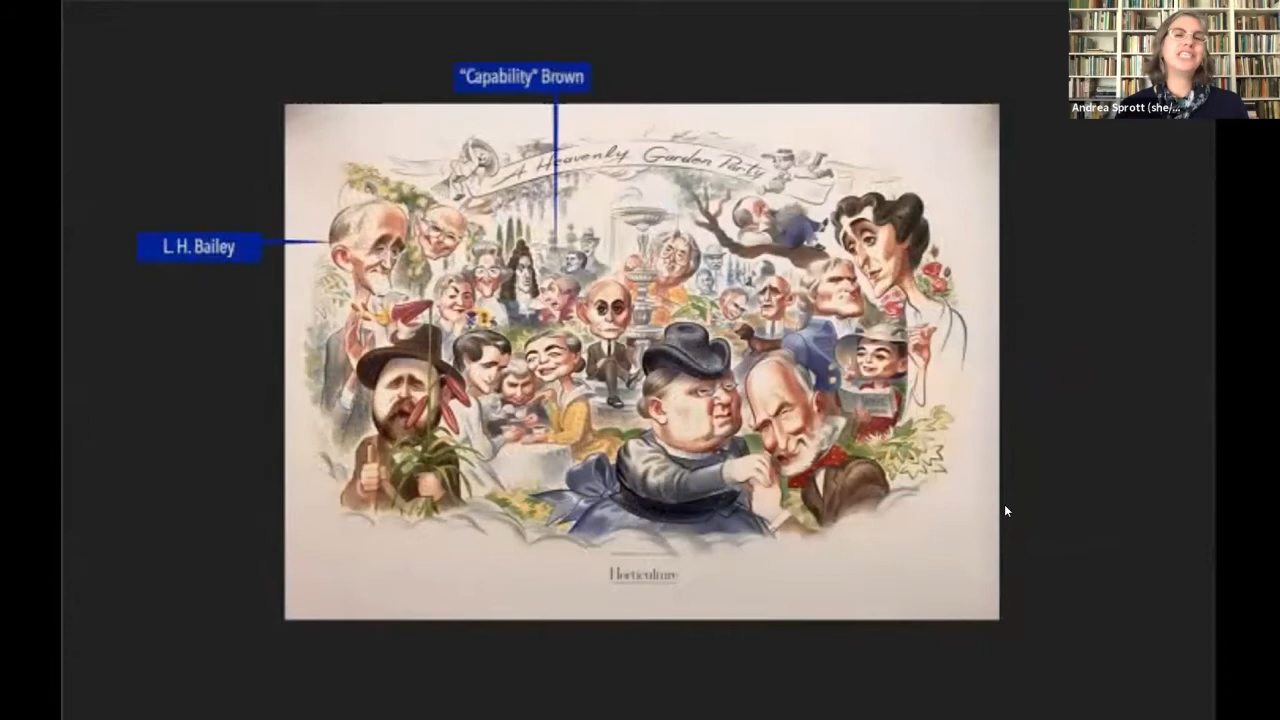 "Capability" Brown
Andrea Sprott (she/...
A Heavenly Garden Party
L. H. Bailey
Horticulture